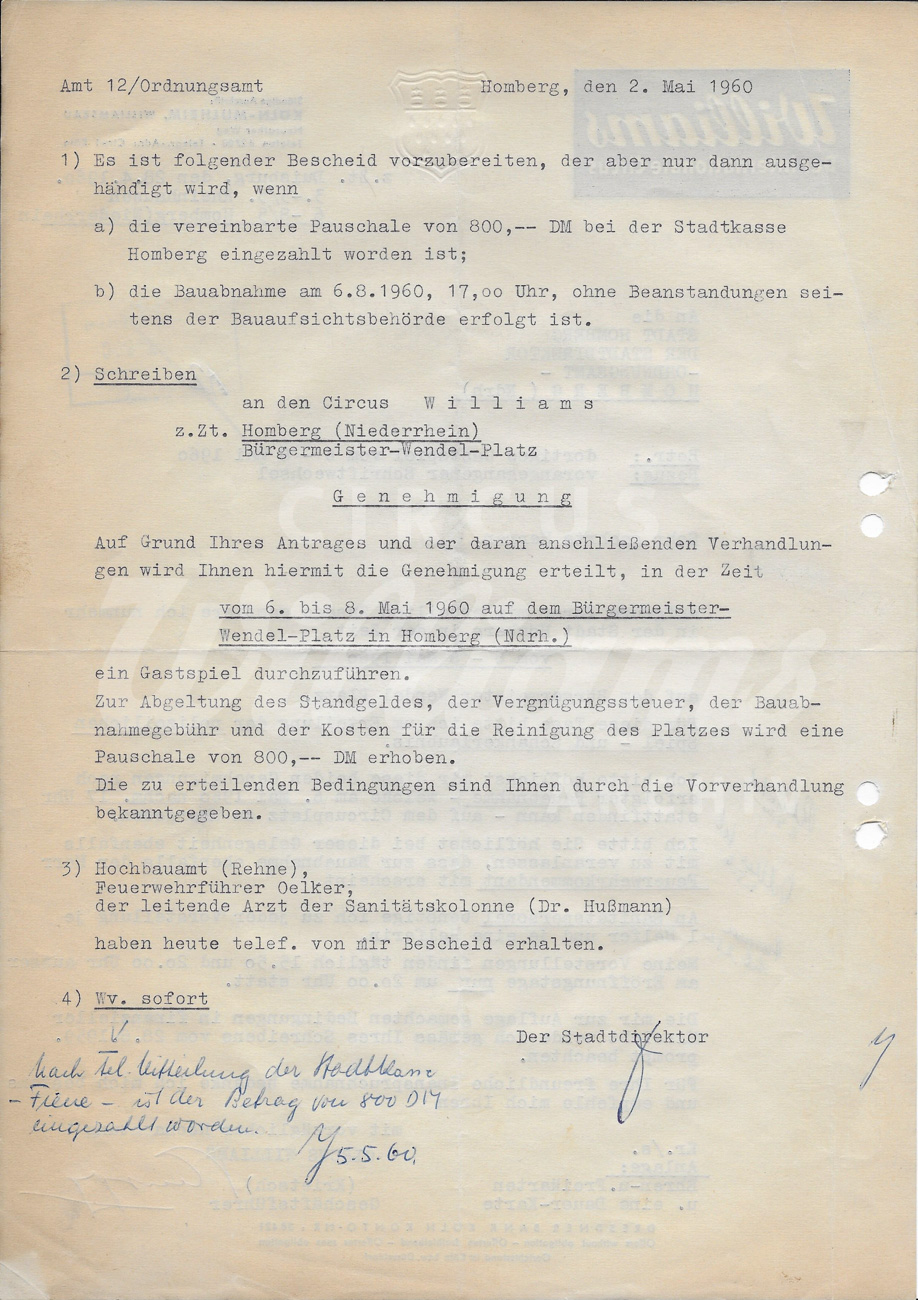 Amt 12/Ordnungsamt
Homberg, den 2. Mai 1960
1) Es ist folgender Bescheid vorzubereiten, der aber nur dann ausge-
händigt wird, wenn
a) die vereinbarte Pauschale von 800,-- DM bei der Stadtkasse
Homberg eingezahlt worden ist;
b) die Bauabnahme am 6.8.1960, 17,oo Uhr, ohne Beanstandungen sei-
tens der Bauaufsichtsbehörde erfolgt ist.
2) Schreiben
an den Circus W i l l i a m s
z.Zt. Homberg (Niederrhein)
Bürgermeister-Wendel-Platz
G e n e h m i g u n g
Auf Grund Ihres Antrages und der daran anschließenden Verhandlun-
gen wird Ihnen hiermit die Genehmigung erteilt, in der Zeit
vom 6. bis 8. Mai 1960 auf dem Bürgermeister-
Wendel-Platz in Homberg (Ndrh.)
ein Gastspiel durchzuführen.
Zur Abgeltung des Standgeldes, der Vergnügungssteuer, der Bauab-
nahmegebühr und der Kosten für die Reinigung des Platzes wird eine
Pauschale von 800,-- DM erhoben.
Die zu erteilenden Bedingungen sind Ihnen durch die Vorverhandlung
bekanntgegeben.
3) Hochbauamt (Rehne),
Feuerwehrführer Oelker,
der leitende Arzt der Sanitätskolonne (Dr. Hußmann)
haben heute telef. von mir Bescheid erhalten.
4) Wv. sofort
Der Stadtdirektor
V.
Nach tel. Mitteilung der Stadtkasse
- Fiene - ist der Betrag von 800 DM
eingezahlt worden.
5.5.60.